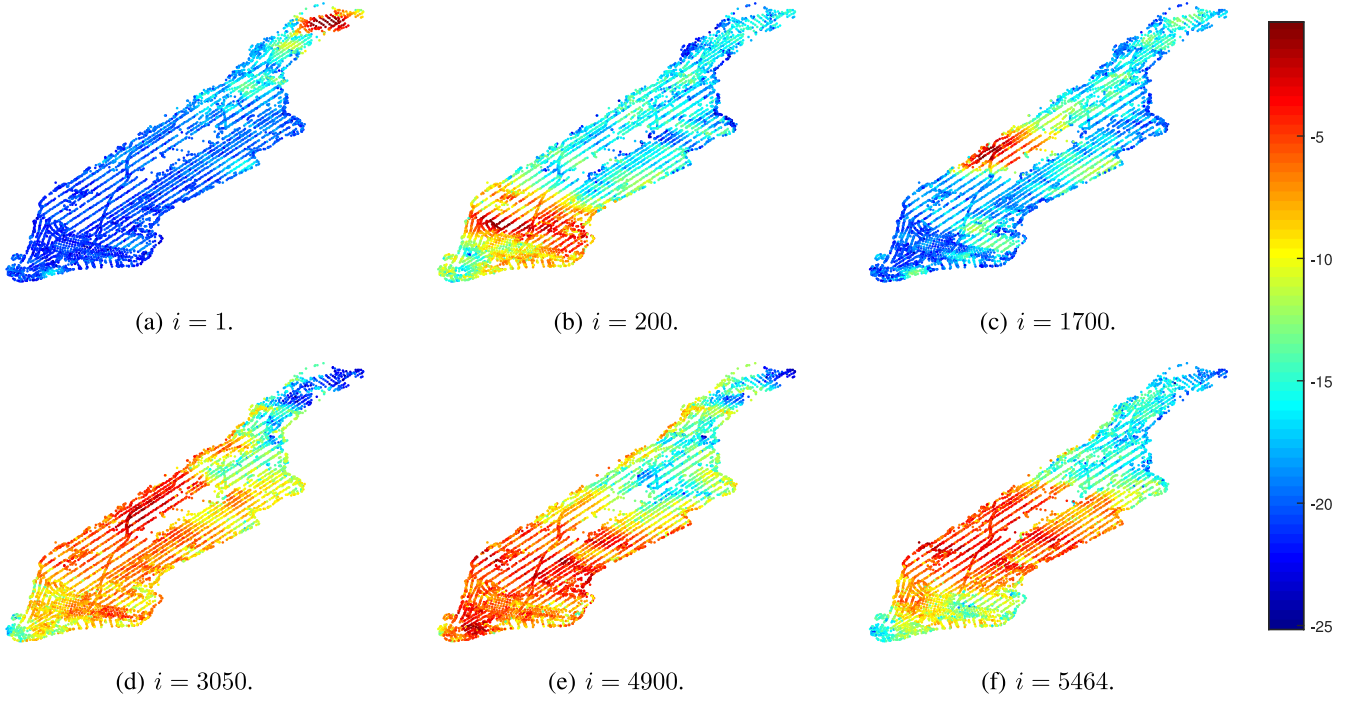 (a) i = 1.
(b) i = 200.
(c) i = 1700.
(d) i = 3050.
(e) i = 4900.
(f) i = 5464.
-5
-10
-15
-20
-25